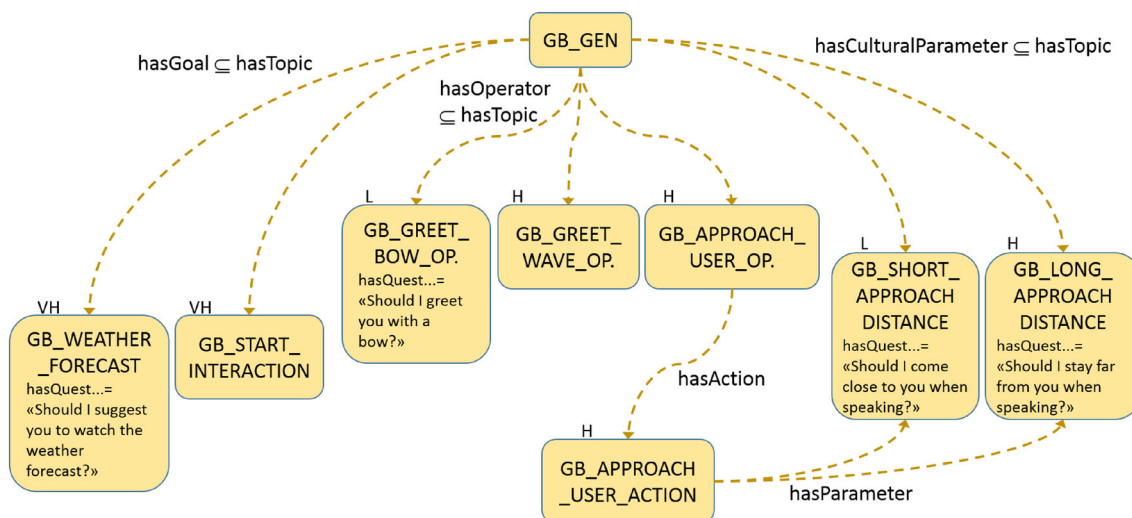 GB_GEN
hasGoal ⊆ hasTopic
hasOperator
⊆ hasTopic
hasCulturalParameter ⊆ hasTopic
VH
GB_WEATHER
_FORECAST
hasQuest...=
«Should I suggest
you to watch the
weather
forecast?»
VH
GB_START_
INTERACTION
L
GB_GREET_
BOW_OP.
hasQuest...=
«Should I greet
you with a
bow?»
H
GB_GREET_
WAVE_OP.
H
GB_APPROACH_
USER_OP.
L
GB_SHORT_
APPROACH
DISTANCE
hasQuest...=
«Should I come
close to you when
speaking?»
H
GB_LONG_
APPROACH
DISTANCE
hasQuest...=
«Should I stay far
from you when
speaking?»
hasAction
H
GB_APPROACH
_USER_ACTION
hasParameter